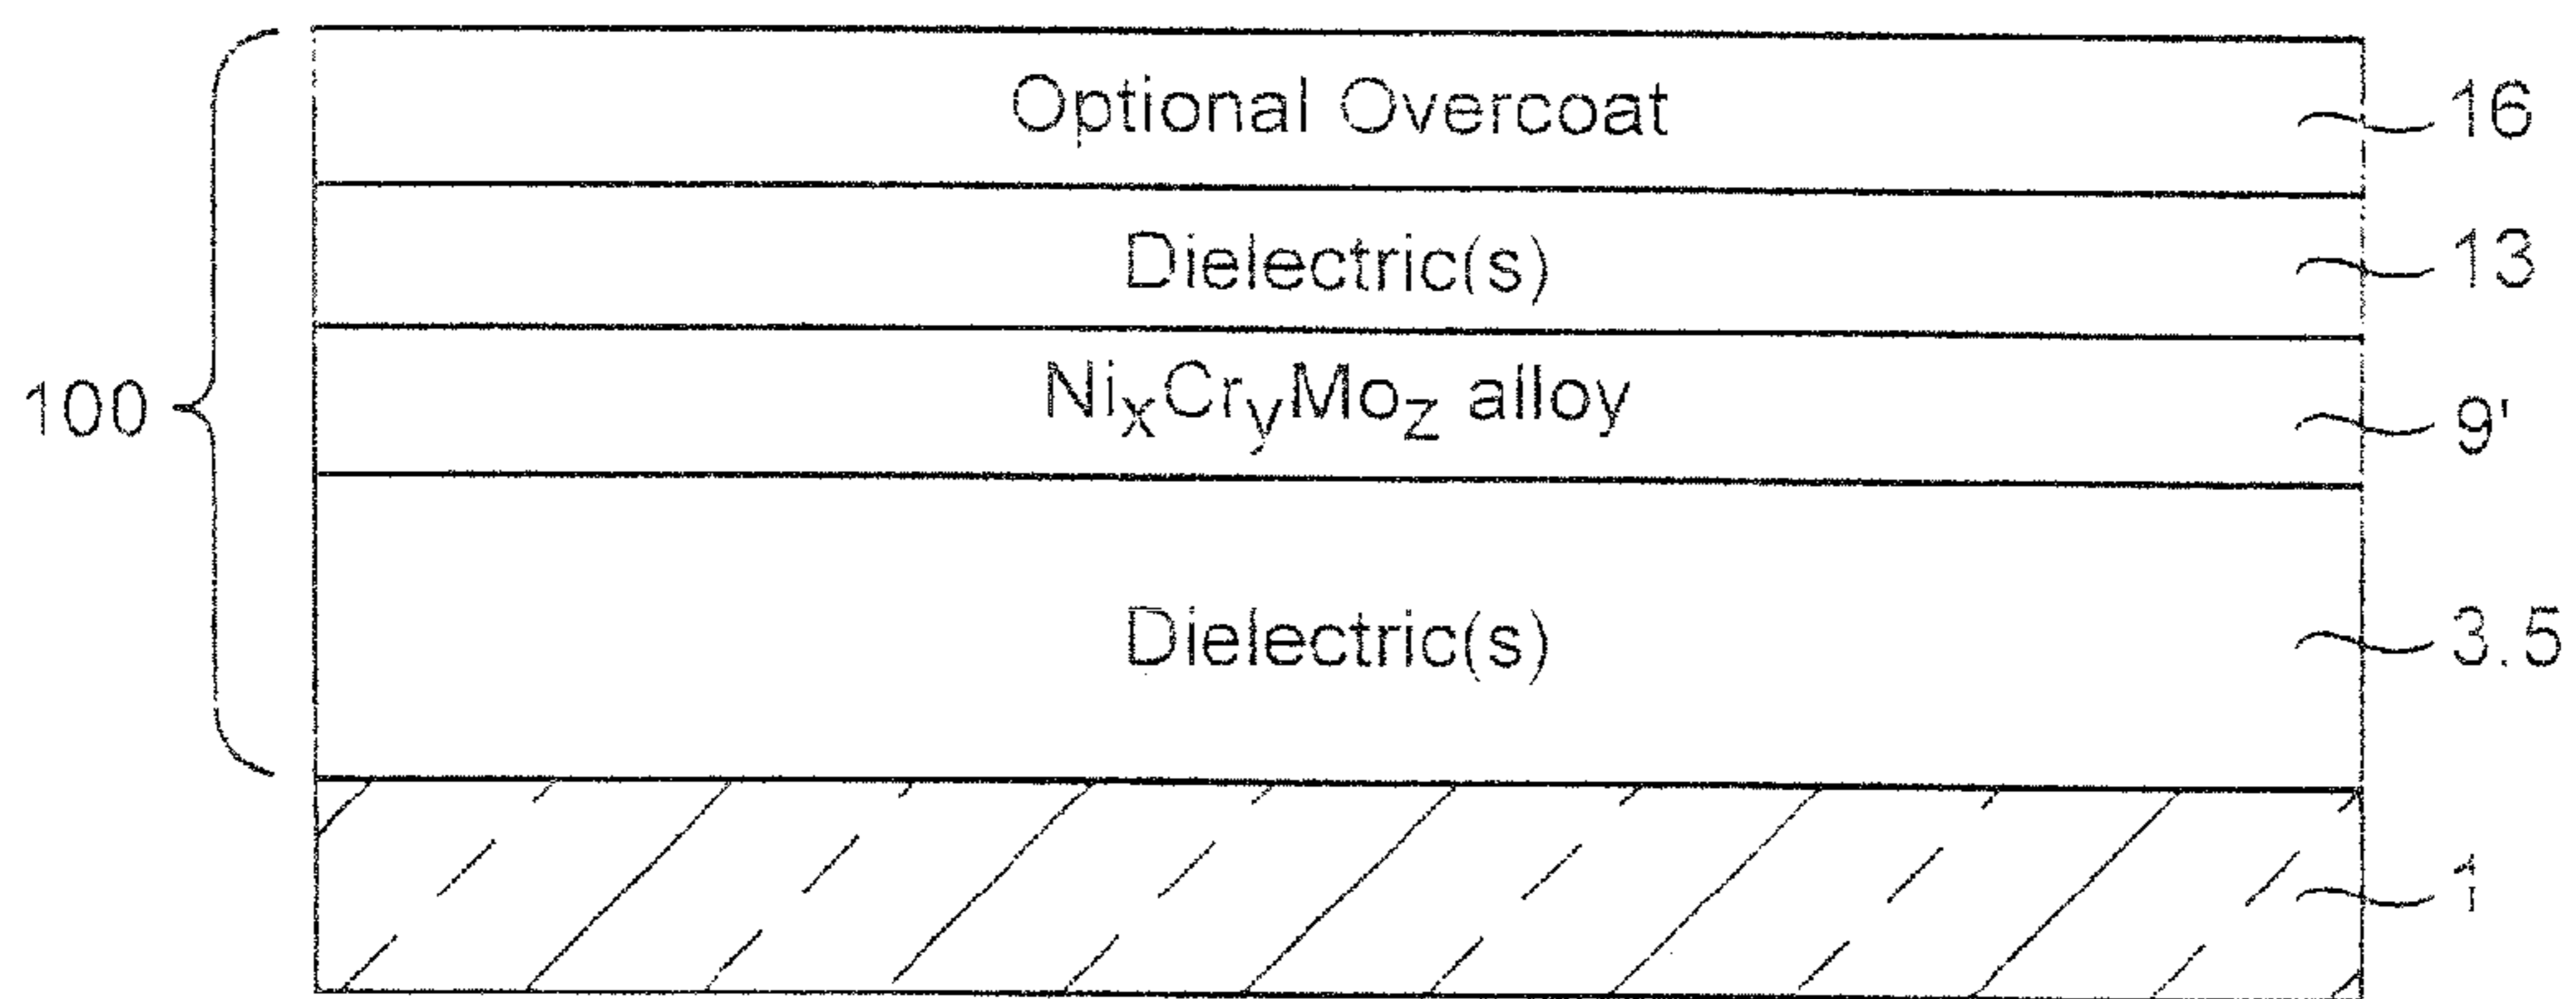 Optional Overcoat 16
Dielectric(s) 13
100
NixCryMoz alloy 9'
Dielectric(s) 3.5
1